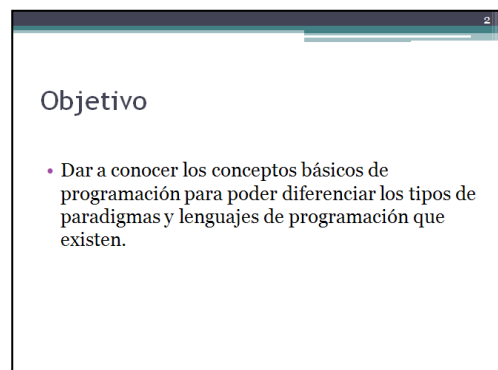 2
Objetivo
• Dar a conocer los conceptos básicos de
programación para poder diferenciar los tipos de
paradigmas y lenguajes de programación que
existen.